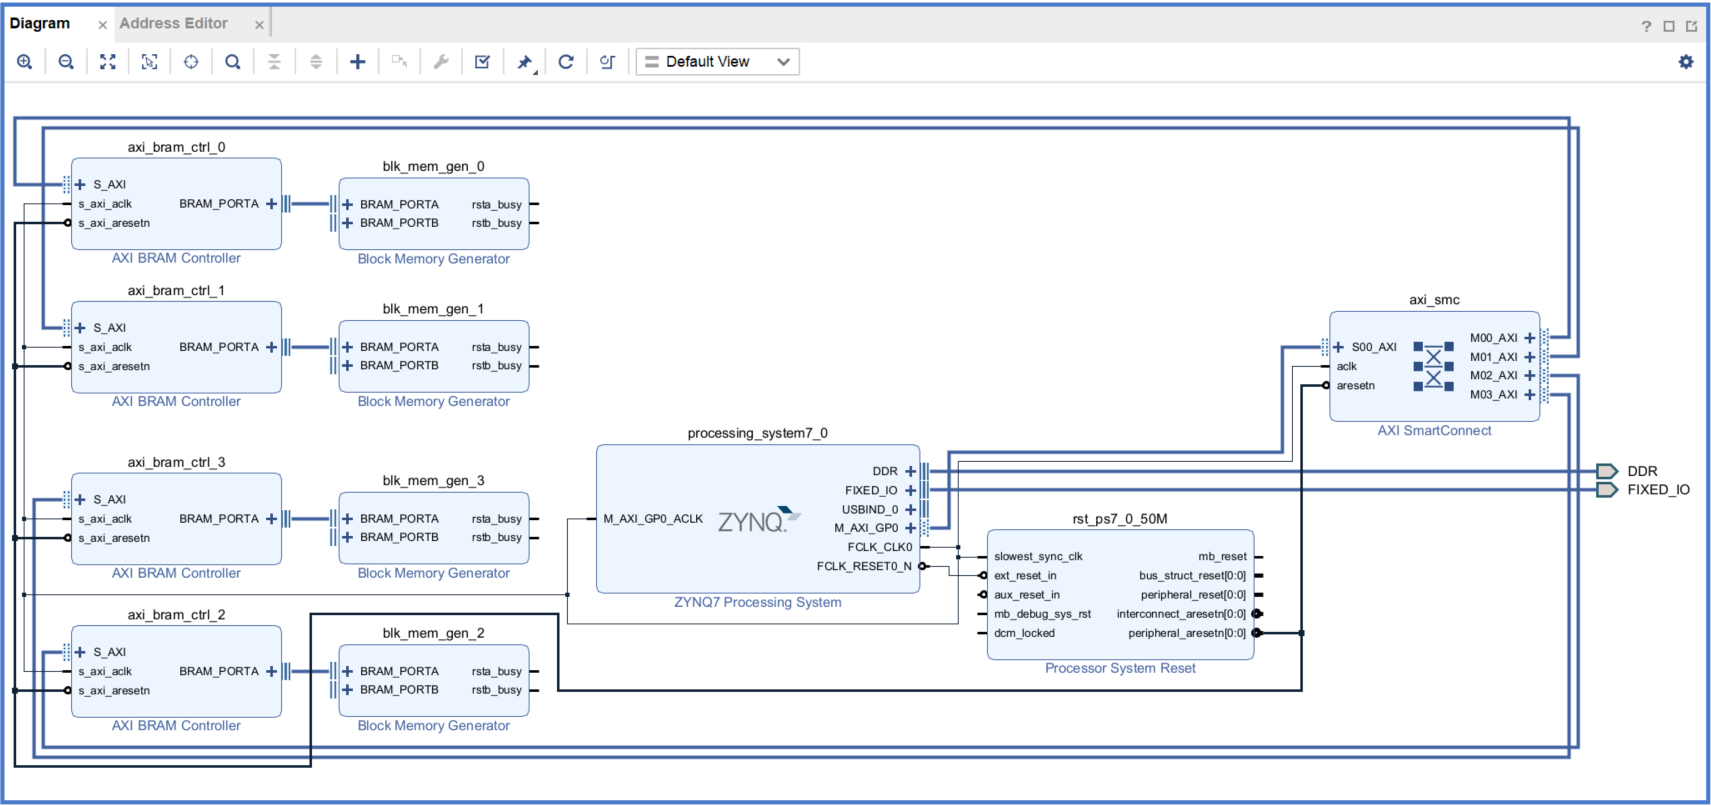 Diagram × Address Editor ×
? 
Default View
axi_bram_ctrl_0
S_AXI
s_axi_aclk BRAM_PORTA
s_axi_aresetn
AXI BRAM Controller
blk_mem_gen_0
BRAM_PORTA rsta_busy
BRAM_PORTB rstb_busy
Block Memory Generator
axi_bram_ctrl_1
S_AXI
s_axi_aclk BRAM_PORTA
s_axi_aresetn
AXI BRAM Controller
blk_mem_gen_1
BRAM_PORTA rsta_busy
BRAM_PORTB rstb_busy
Block Memory Generator
axi_smc
M00_AXI
S00_AXI M01_AXI
aclk M02_AXI
aresetn M03_AXI
AXI SmartConnect
axi_bram_ctrl_3
S_AXI
s_axi_aclk BRAM_PORTA
s_axi_aresetn
AXI BRAM Controller
blk_mem_gen_3
BRAM_PORTA rsta_busy
BRAM_PORTB rstb_busy
Block Memory Generator
processing_system7_0
DDR
FIXED_IO
USBIND_0
M_AXI_GP0_ACLK ZYNQ. M_AXI_GP0
FCLK_CLK0
FCLK_RESET0_N
ZYNQ7 Processing System
DDR
FIXED_IO
rst_ps7_0_50M
slowest_sync_clk mb_reset
ext_reset_in bus_struct_reset[0:0]
aux_reset_in peripheral_reset[0:0]
mb_debug_sys_rst interconnect_aresetn[0:0]
dcm_locked peripheral_aresetn[0:0]
Processor System Reset
axi_bram_ctrl_2
S_AXI
s_axi_aclk BRAM_PORTA
s_axi_aresetn
AXI BRAM Controller
blk_mem_gen_2
BRAM_PORTA rsta_busy
BRAM_PORTB rstb_busy
Block Memory Generator